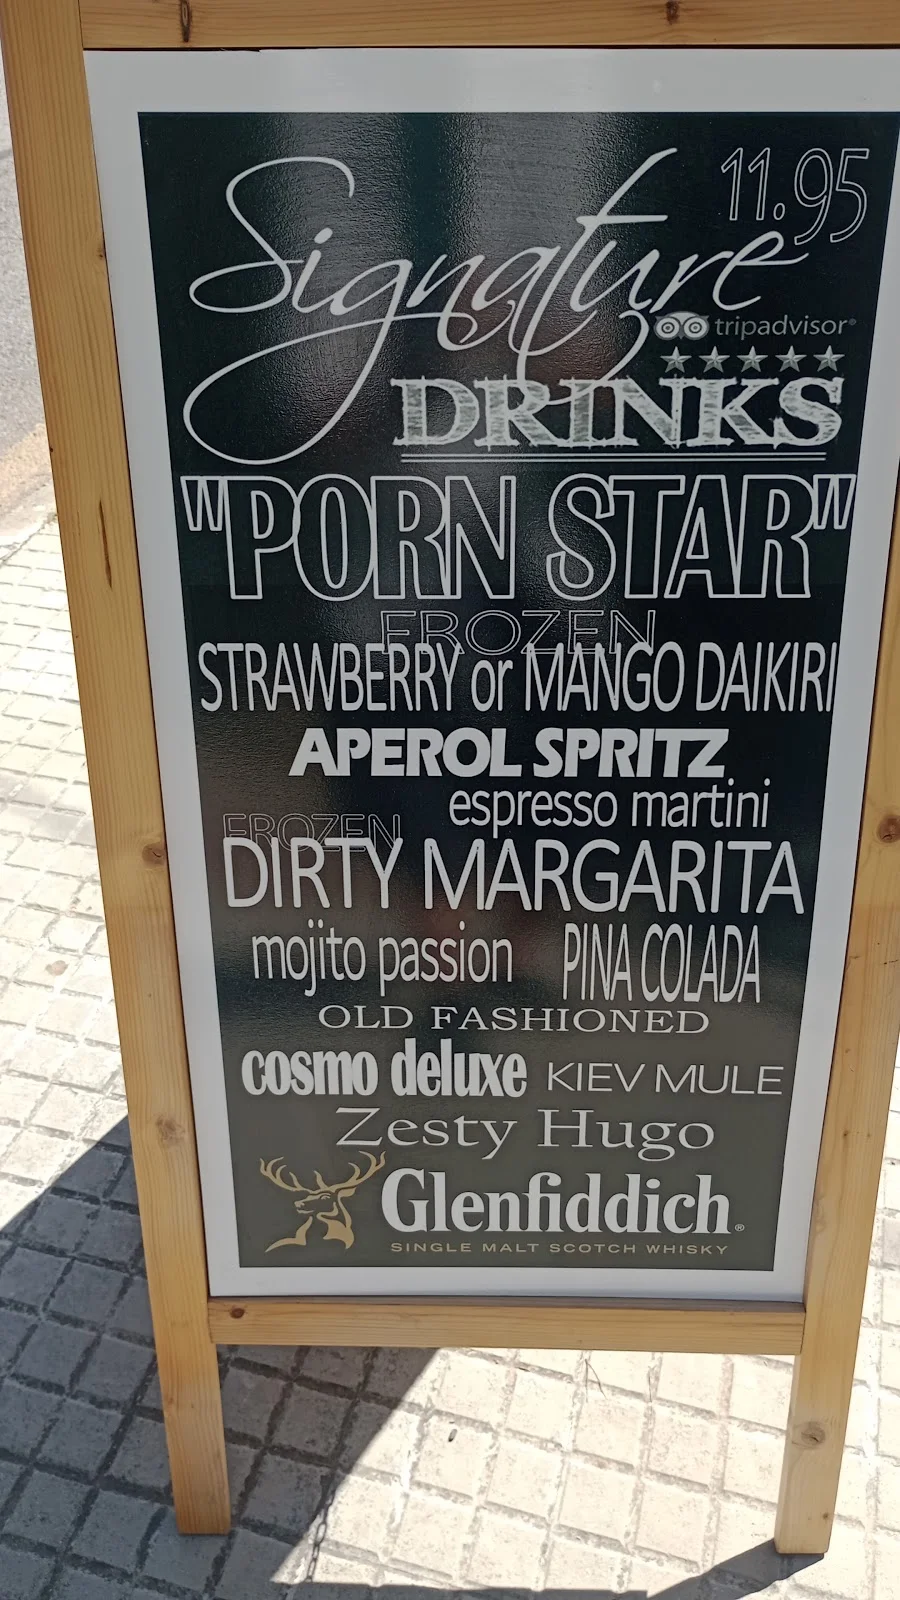 11.95
Signature
tripadvisor®
DRINKS
"PORN STAR"
FROZEN
STRAWBERRY or MANGO DAIKIRI
APEROL SPRITZ
espresso martini
FROZEN
DIRTY MARGARITA
mojito passion PINA COLADA
OLD FASHIONED
cosmo deluxe KIEV MULE
Zesty Hugo
Glenfiddich®
SINGLE MALT SCOTCH WHISKY